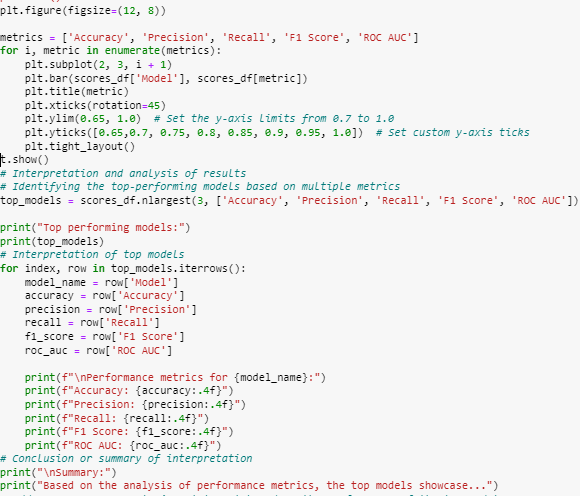 plt.figure(figsize=(12, 8))
metrics = ['Accuracy', 'Precision', 'Recall', 'F1 Score', 'ROC AUC']
for i, metric in enumerate(metrics):
    plt.subplot(2, 3, i + 1)
    plt.bar(scores_df['Model'], scores_df[metric])
    plt.title(metric)
    plt.xticks(rotation=45)
    plt.ylim(0.65, 1.0)  # Set the y-axis limits from 0.7 to 1.0
    plt.yticks([0.65,0.7, 0.75, 0.8, 0.85, 0.9, 0.95, 1.0])  # Set custom y-axis ticks
    plt.tight_layout()
t.show()
# Interpretation and analysis of results
# Identifying the top-performing models based on multiple metrics
top_models = scores_df.nlargest(3, ['Accuracy', 'Precision', 'Recall', 'F1 Score', 'ROC AUC'])
print("Top performing models:")
print(top_models)
# Interpretation of top models
for index, row in top_models.iterrows():
    model_name = row['Model']
    accuracy = row['Accuracy']
    precision = row['Precision']
    recall = row['Recall']
    f1_score = row['F1 Score']
    roc_auc = row['ROC AUC']
    print(f"\nPerformance metrics for {model_name}:")
    print(f"Accuracy: {accuracy:.4f}")
    print(f"Precision: {precision:.4f}")
    print(f"Recall: {recall:.4f}")
    print(f"F1 Score: {f1_score:.4f}")
    print(f"ROC AUC: {roc_auc:.4f}")
# Conclusion or summary of interpretation
print("\nSummary:")
print("Based on the analysis of performance metrics, the top models showcase...")